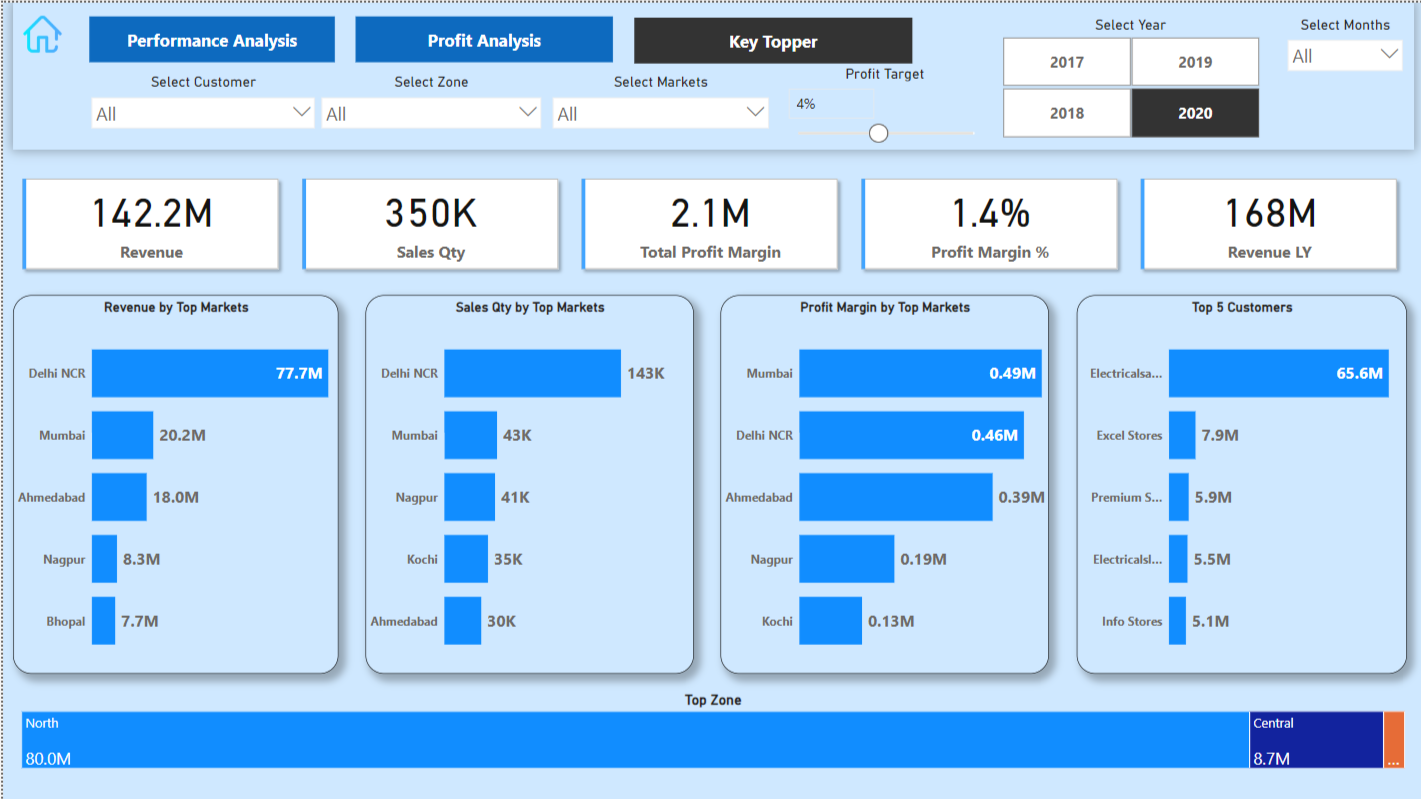 Performance Analysis
Profit Analysis
Key Topper
Select Year
Select Months
2017
2019
All
2018
2020
Select Customer
Select Zone
Select Markets
Profit Target
All
All
All
4%
142.2M
Revenue
350K
Sales Qty
2.1M
Total Profit Margin
1.4%
Profit Margin %
168M
Revenue LY
Revenue by Top Markets
Delhi NCR
77.7M
Mumbai
20.2M
Ahmedabad
18.0M
Nagpur
8.3M
Bhopal
7.7M
Sales Qty by Top Markets
Delhi NCR
143K
Mumbai
43K
Nagpur
41K
Kochi
35K
Ahmedabad
30K
Profit Margin by Top Markets
Mumbai
0.49M
Delhi NCR
0.46M
Ahmedabad
0.39M
Nagpur
0.19M
Kochi
0.13M
Top 5 Customers
Electricalsa...
65.6M
Excel Stores
7.9M
Premium S...
5.9M
Electricalsl...
5.5M
Info Stores
5.1M
Top Zone
North
80.0M
Central
8.7M
...